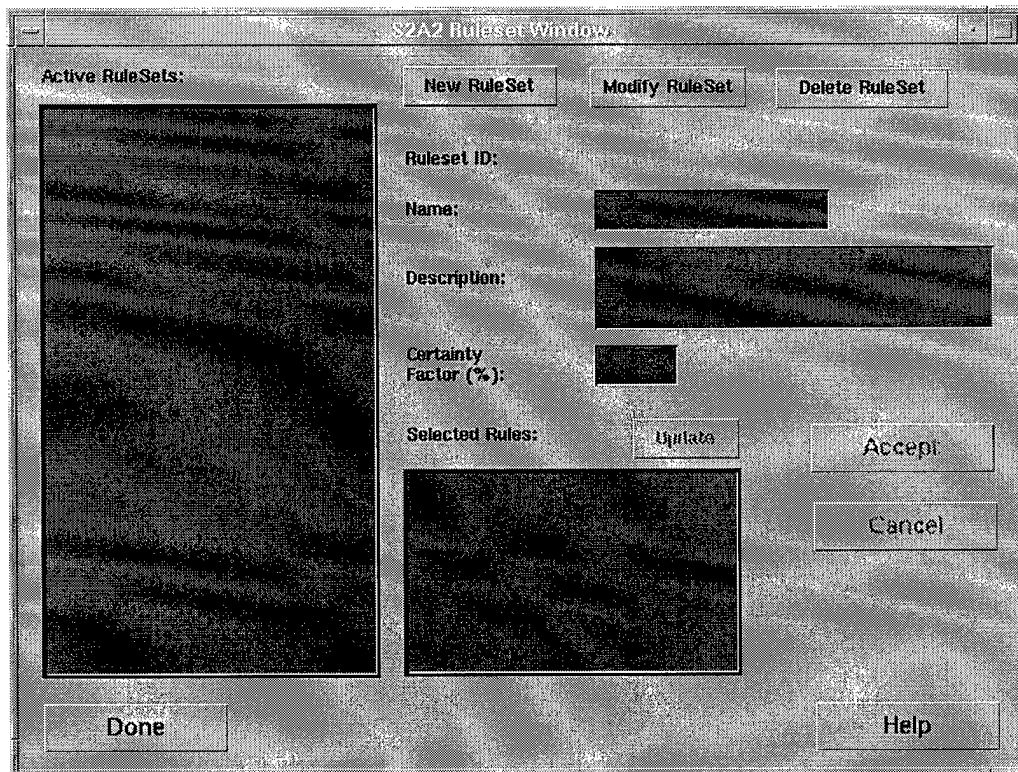 S2A2 Ruleset Window
Active RuleSets:
New RuleSet
Modify RuleSet
Delete RuleSet
Ruleset ID:
Name:
Description:
Certainty
Factor (%):
Selected Rules:
Update
Accept
Cancel
Done
Help